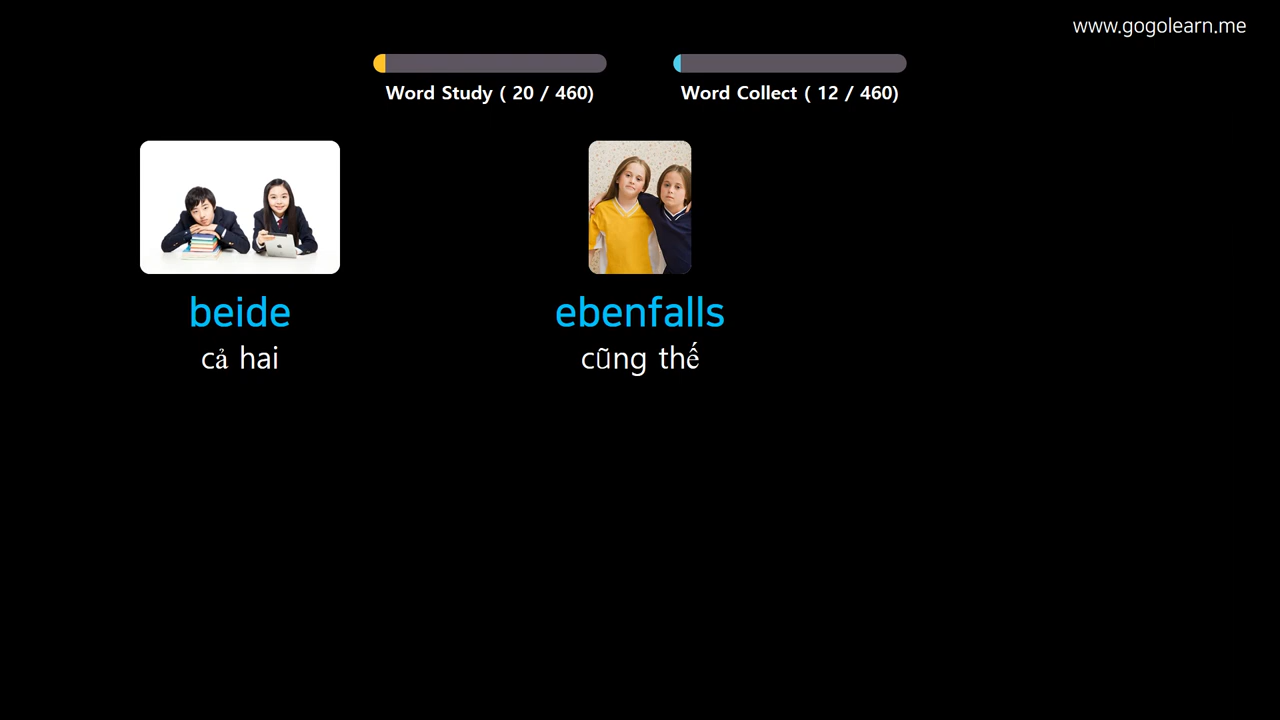 www.gogolearn.me
Word Study ( 20 / 460)
Word Collect ( 12 / 460)
beide
cả hai
ebenfalls
cũng thế